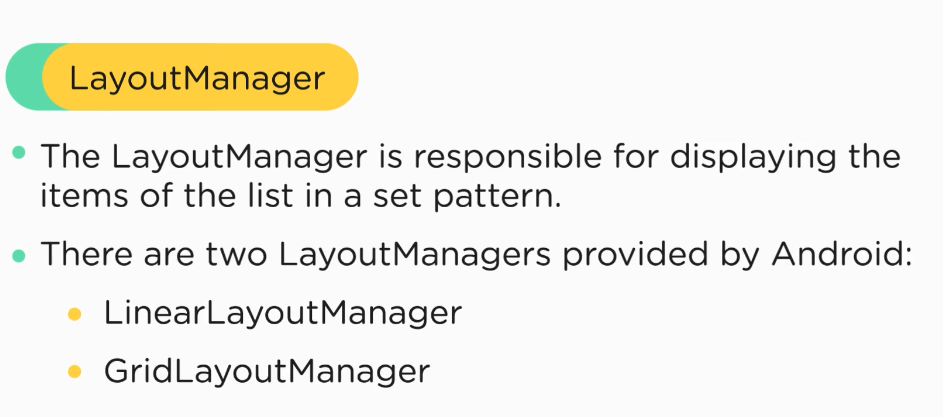 LayoutManager
The LayoutManager is responsible for displaying the
items of the list in a set pattern.
There are two LayoutManagers provided by Android:
LinearLayoutManager
GridLayoutManager